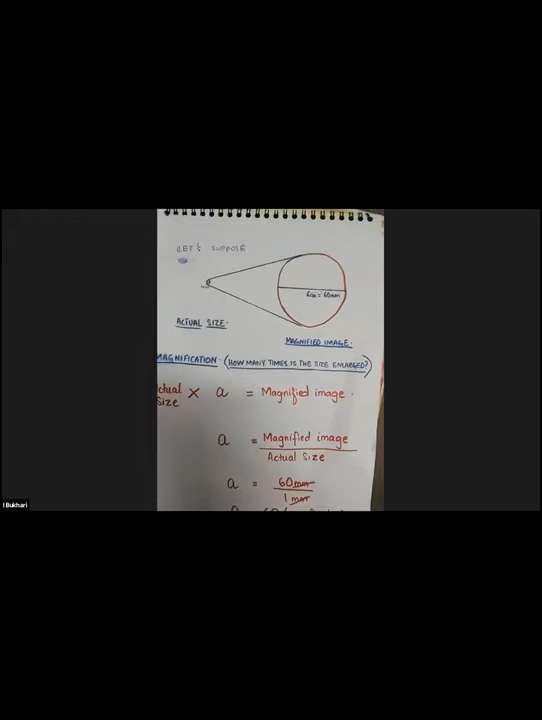 LET'S SUPPOSE
6cm = 60mm
ACTUAL SIZE.
MAGNIFIED IMAGE.
MAGNIFICATION. (HOW MANY TIMES IS THE SIZE ENLARGED?)
ctual Size × a = Magnified image.
a = Magnified image / Actual Size
a = 60mm / 1mm
I Bukhari